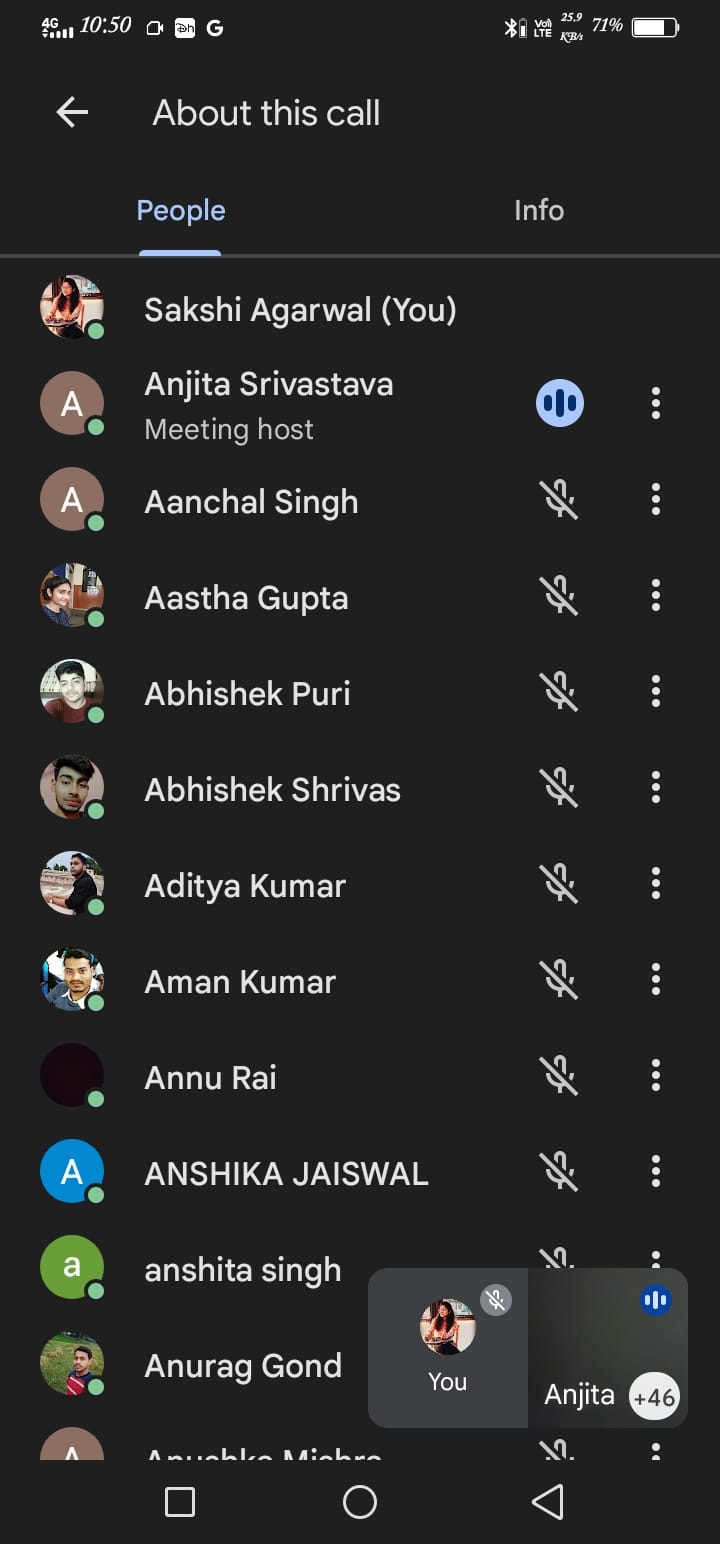 4G 10:50 G Vo) LTE 25.9 KB/s 71%
About this call
People Info
Sakshi Agarwal (You)
A Anjita Srivastava
Meeting host
A Aanchal Singh
Aastha Gupta
Abhishek Puri
Abhishek Shrivas
Aditya Kumar
Aman Kumar
Annu Rai
A ANSHIKA JAISWAL
a anshita singh
Anurag Gond
You
Anjita +46
A Anushka Mishra